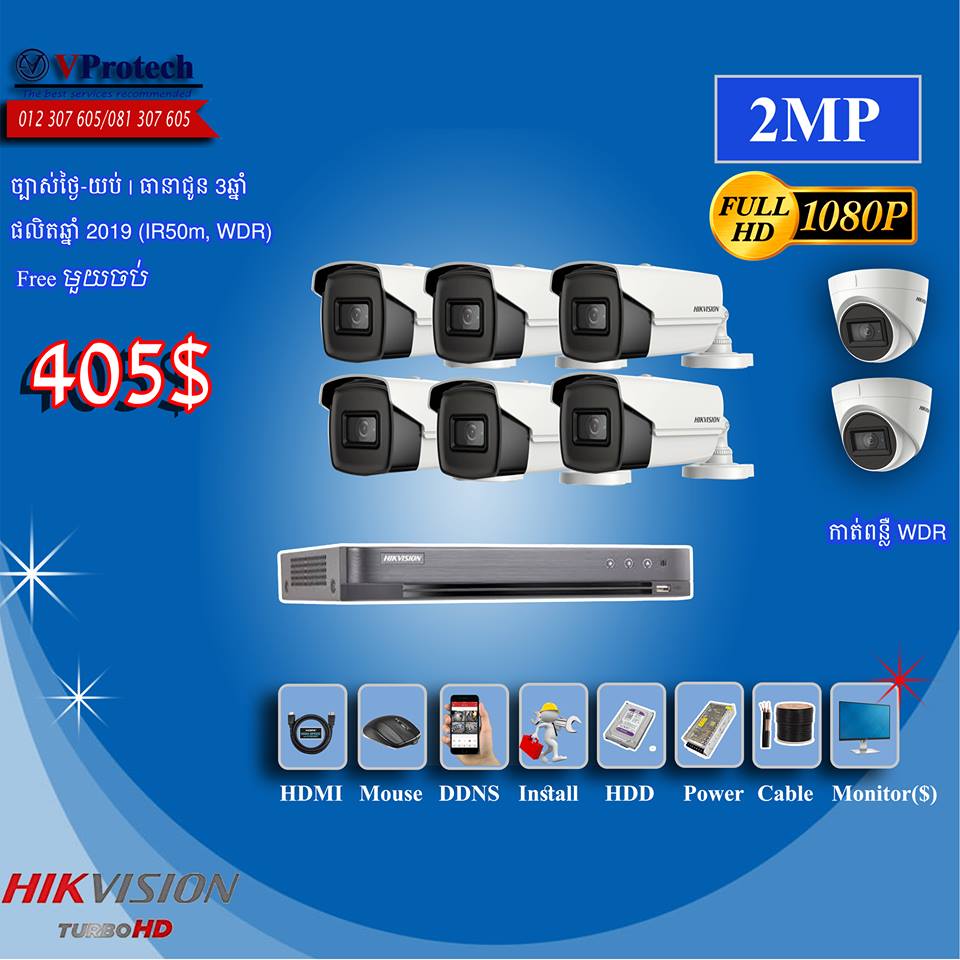 VProtech
The best services recommended
012 307 605/081 307 605
ច្បាស់ថ្ងៃ-យប់ | ធានាជូន 3ឆ្នាំ
ផលិតឆ្នាំ 2019 (IR50m, WDR)
Free មួយចប់
405$
2MP
FULL HD 1080P
HIKVISION
HIKVISION
កាត់ពន្លឺ WDR
HIKVISION
HDMI Mouse DDNS Install HDD Power Cable Monitor($)
HIKVISION
TURBO HD